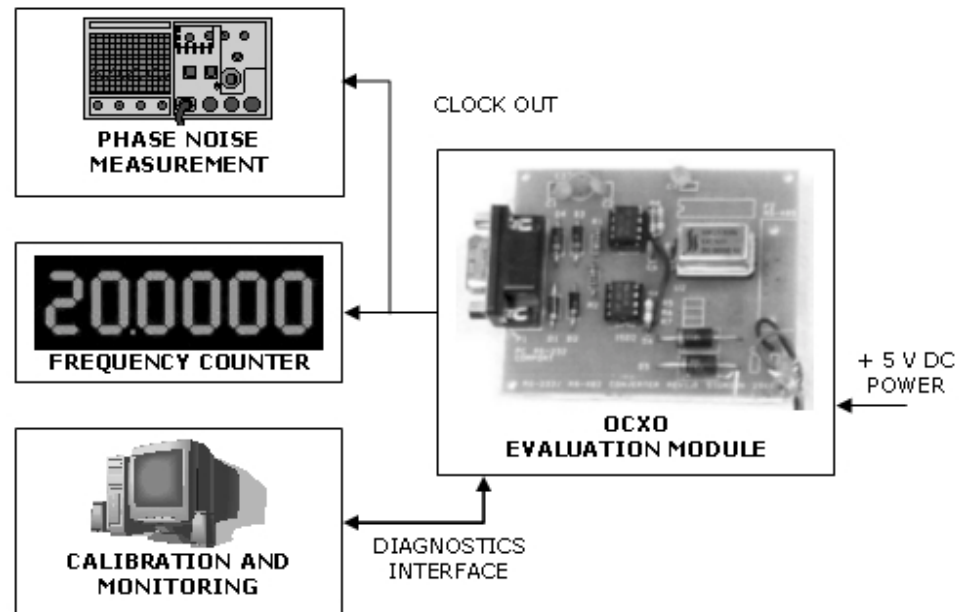 PHASE NOISE
MEASUREMENT
CLOCK OUT
20.0000
FREQUENCY COUNTER
+ 5 V DC
POWER
OCXO
EVALUATION MODULE
DIAGNOSTICS
INTERFACE
CALIBRATION AND
MONITORING